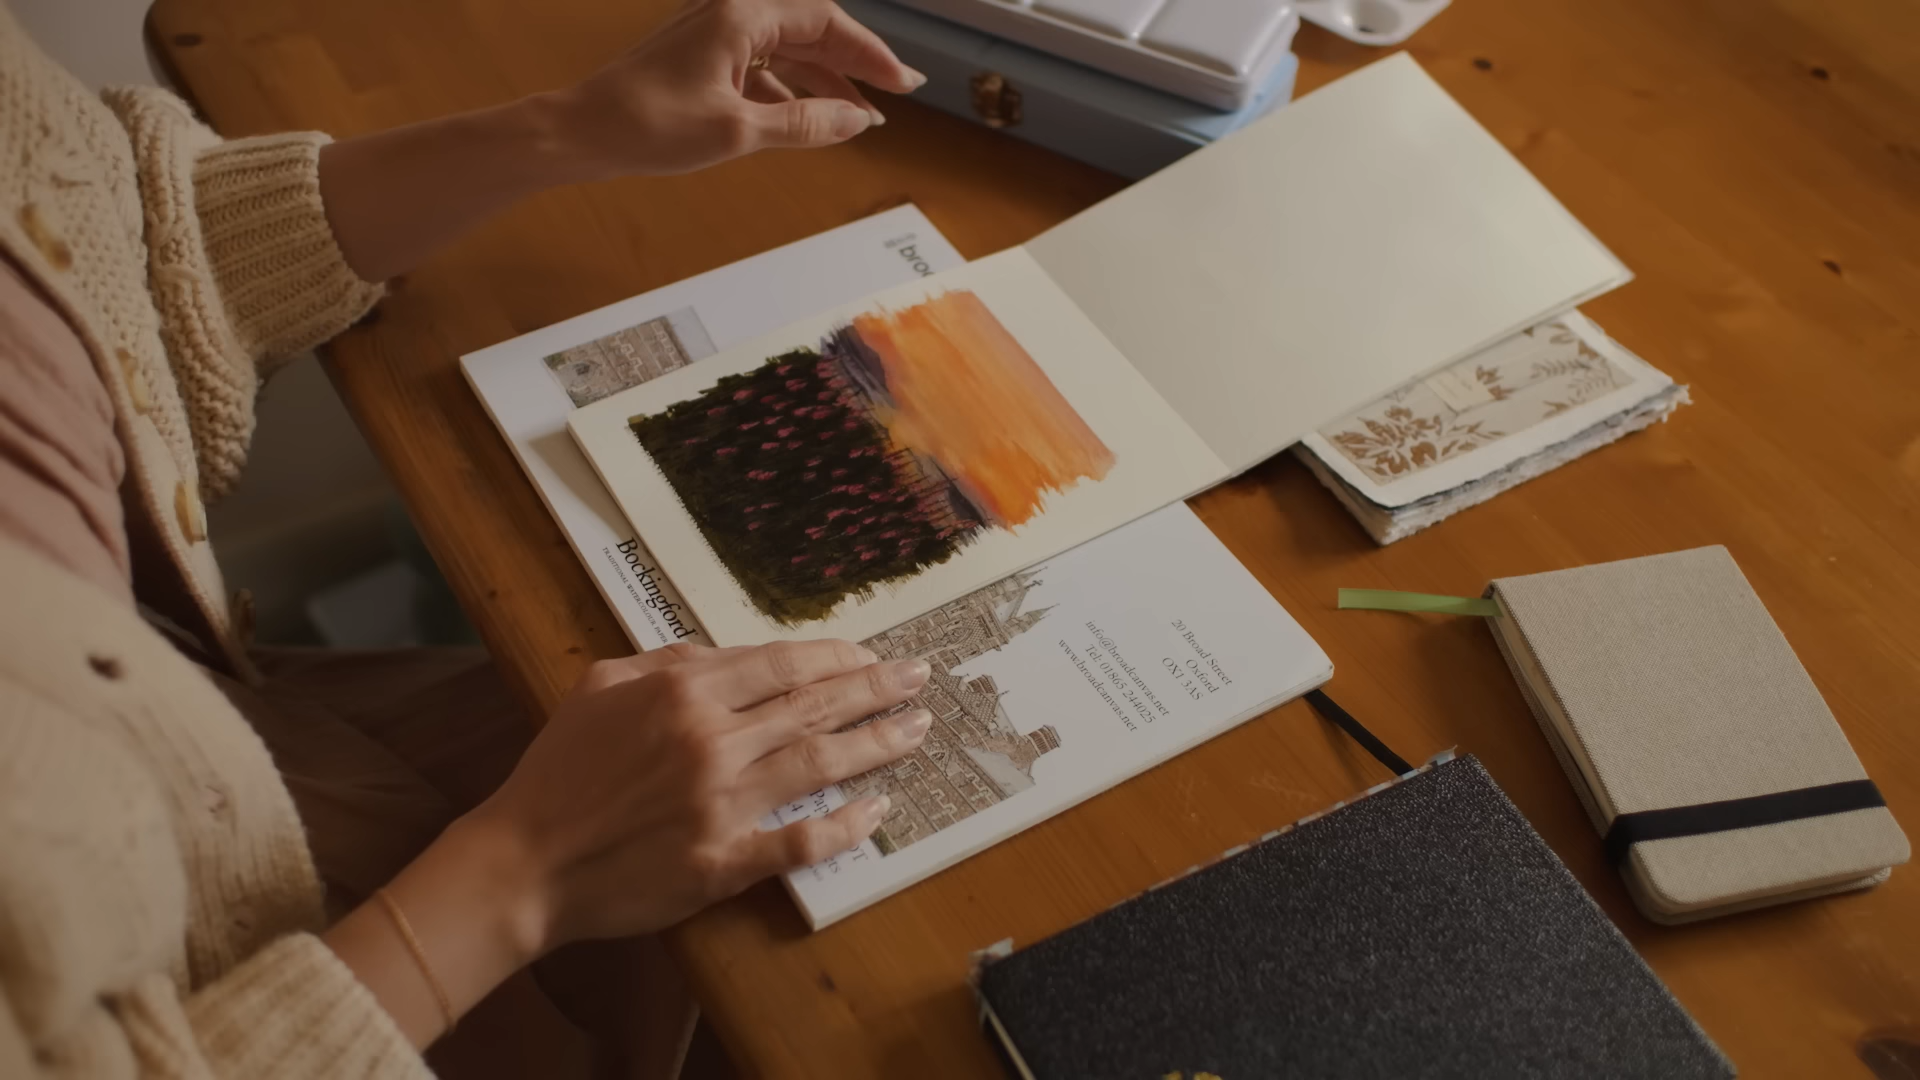 Bockingford
TRADITIONAL WATERCOLOUR PAPER
20 Broad Street
Oxford
OX1 3AS
info@broadcanvas.net
Tel: 01865 244025
www.broadcanvas.net